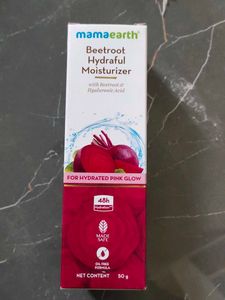 mamaearth
Beetroot
Hydraful
Moisturizer
with Beetroot &
Hyaluronic Acid
FOR HYDRATED PINK GLOW
48h
Hydration
MADE
SAFE
OIL FREE
FORMULA
NET CONTENT 50 g